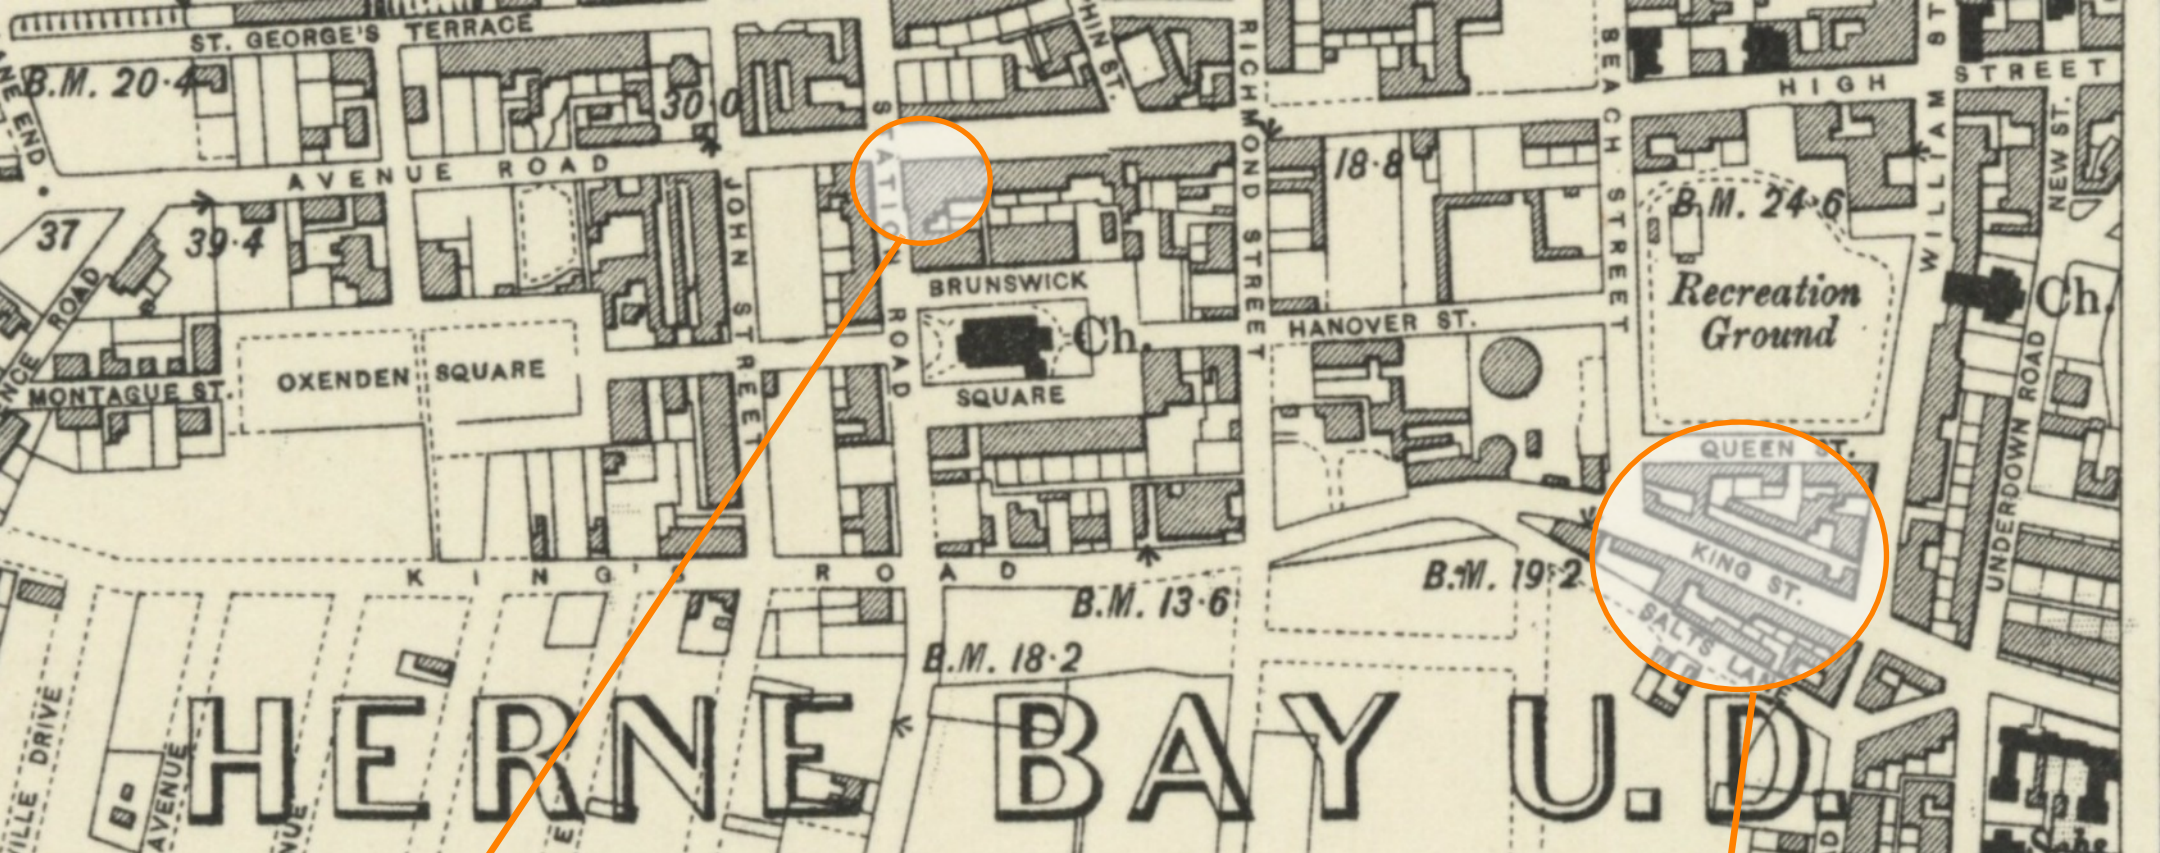 ST. GEORGE'S TERRACE
B.M. 20·4
30·0
AVENUE ROAD
STATION ROAD
JOHN STREET
RICHMOND STREET
18·8
BEACH STREET
HIGH STREET
WILLIAM ST
NEW ST.
B.M. 24·6
Recreation
Ground
Ch.
37
39·4
ROAD
BRUNSWICK
Ch.
SQUARE
HANOVER ST.
OXENDEN SQUARE
MONTAGUE ST.
QUEEN ST.
KING ST.
SALTS LANE
UNDERDOWN ROAD
KING'S ROAD
B.M. 13·6
B.M. 19·2
B.M. 18·2
HERNE BAY U.D.
DRIVE
AVENUE
Schs